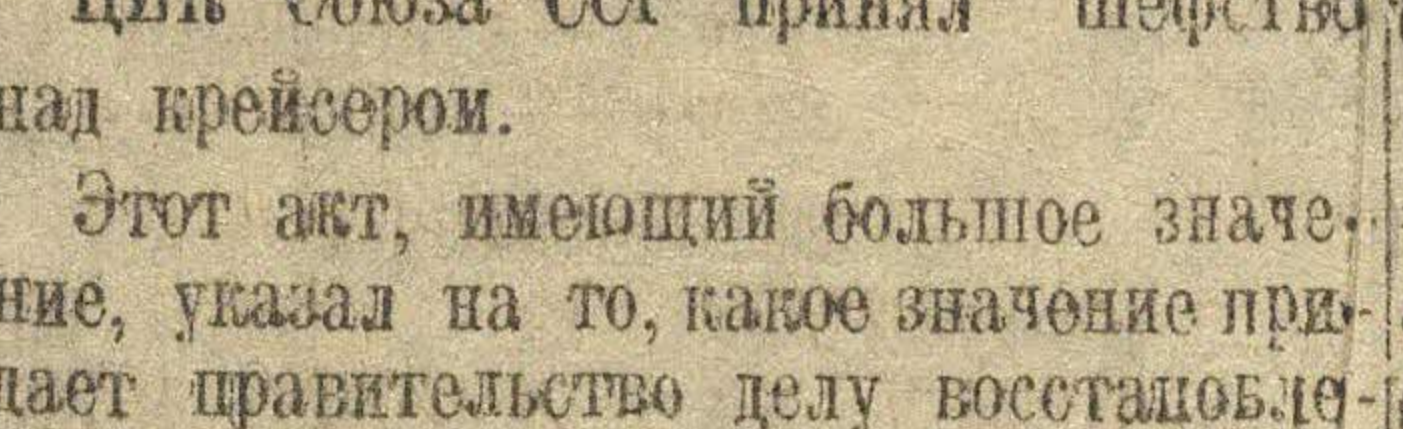 ЦИК Союза ССР принял шефство
над крейсером.
Этот акт, имеющий большое значе-
ние, указал на то, какое значение при-
дает правительство делу восстановле-